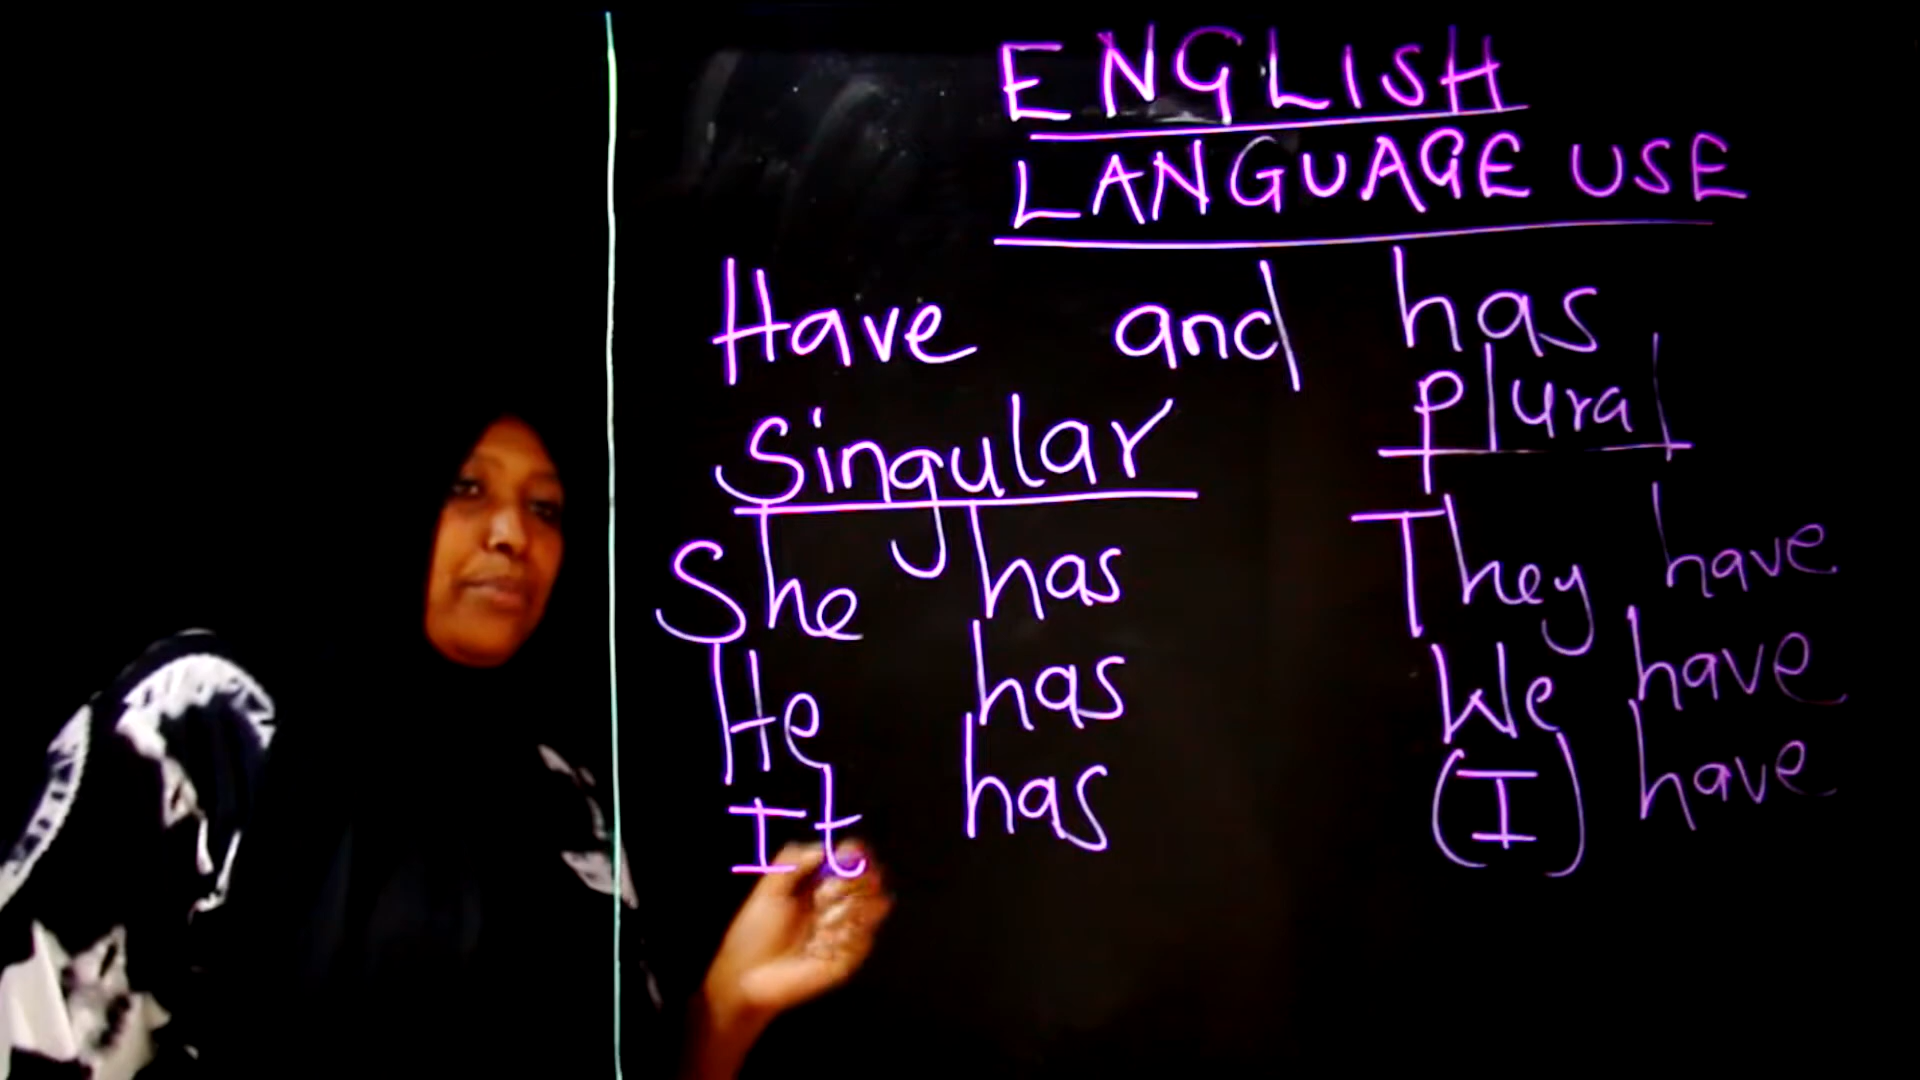 ENGLISH
LANGUAGE USE
Have and has
Singular
plural
She has
They have
He has
We have
It has
(I) have